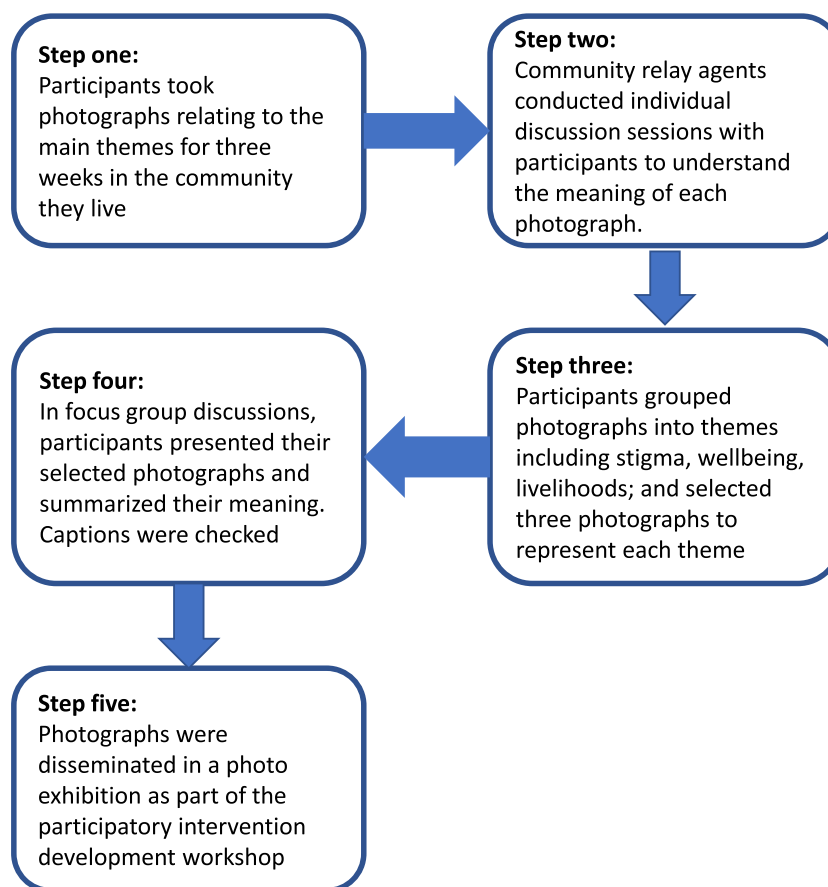 Step one:
Participants took
photographs relating to the
main themes for three
weeks in the community
they live
Step two:
Community relay agents
conducted individual
discussion sessions with
participants to understand
the meaning of each
photograph.
Step three:
Participants grouped
photographs into themes
including stigma, wellbeing,
livelihoods; and selected
three photographs to
represent each theme
Step four:
In focus group discussions,
participants presented their
selected photographs and
summarized their meaning.
Captions were checked
Step five:
Photographs were
disseminated in a photo
exhibition as part of the
participatory intervention
development workshop